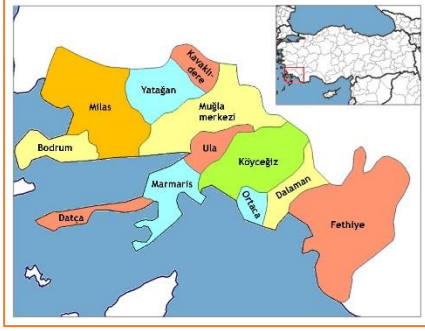 Kavaklı-
dere
Yatağan
Milas
Muğla
merkezi
Bodrum
Ula
Köyceğiz
Marmaris
Ortaca
Dalaman
Datça
Fethiye